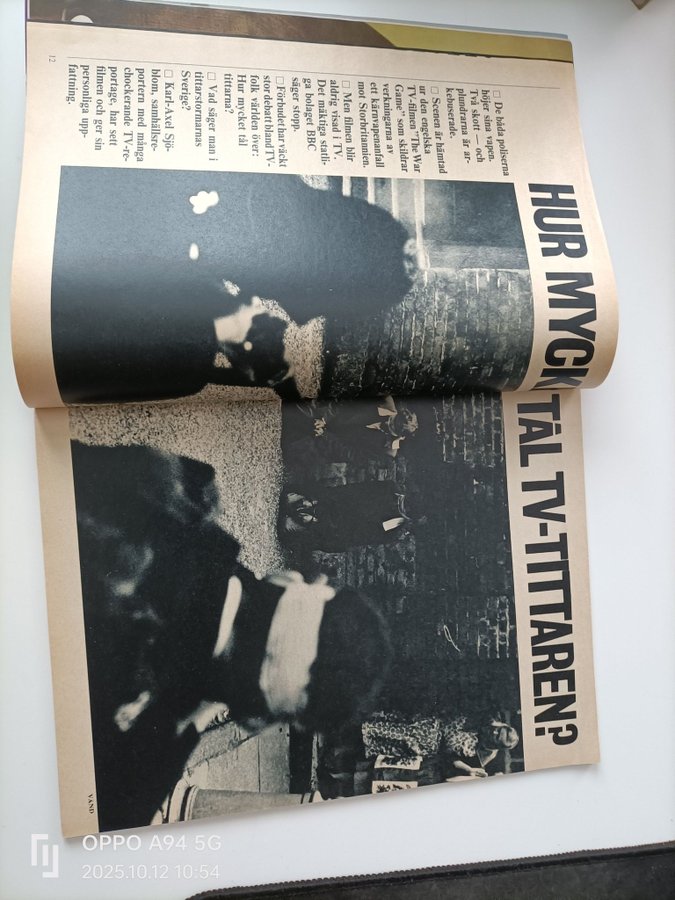 HUR MYCKET TÅL TV-TITTAREN?
□ De båda poliserna
höjer sina vapen.
Två skott — och
plundrarna är ar-
kebuserade.
□ Scenen är hämtad
ur den engelska
TV-filmen "The War
Game" som skildrar
verkningarna av
ett kärnvapenanfall
mot Storbritannien.
□ Men filmen blir
aldrig visad i TV.
Det mäktiga statli-
ga bolaget BBC
säger stopp.
□ Förbudet har väckt
stor debatt bland TV-
folk världen över:
Hur mycket tål
tittarna?
□ Vad säger man i
tittarstormarnas
Sverige?
□ Karl-Axel Sjö-
blom, samhällsre-
portern med många
chockerande TV-re-
portage, har sett
filmen och ger sin
personliga upp-
fattning.
12
VÄND
OPPO A94 5G
2025.10.12 10:54